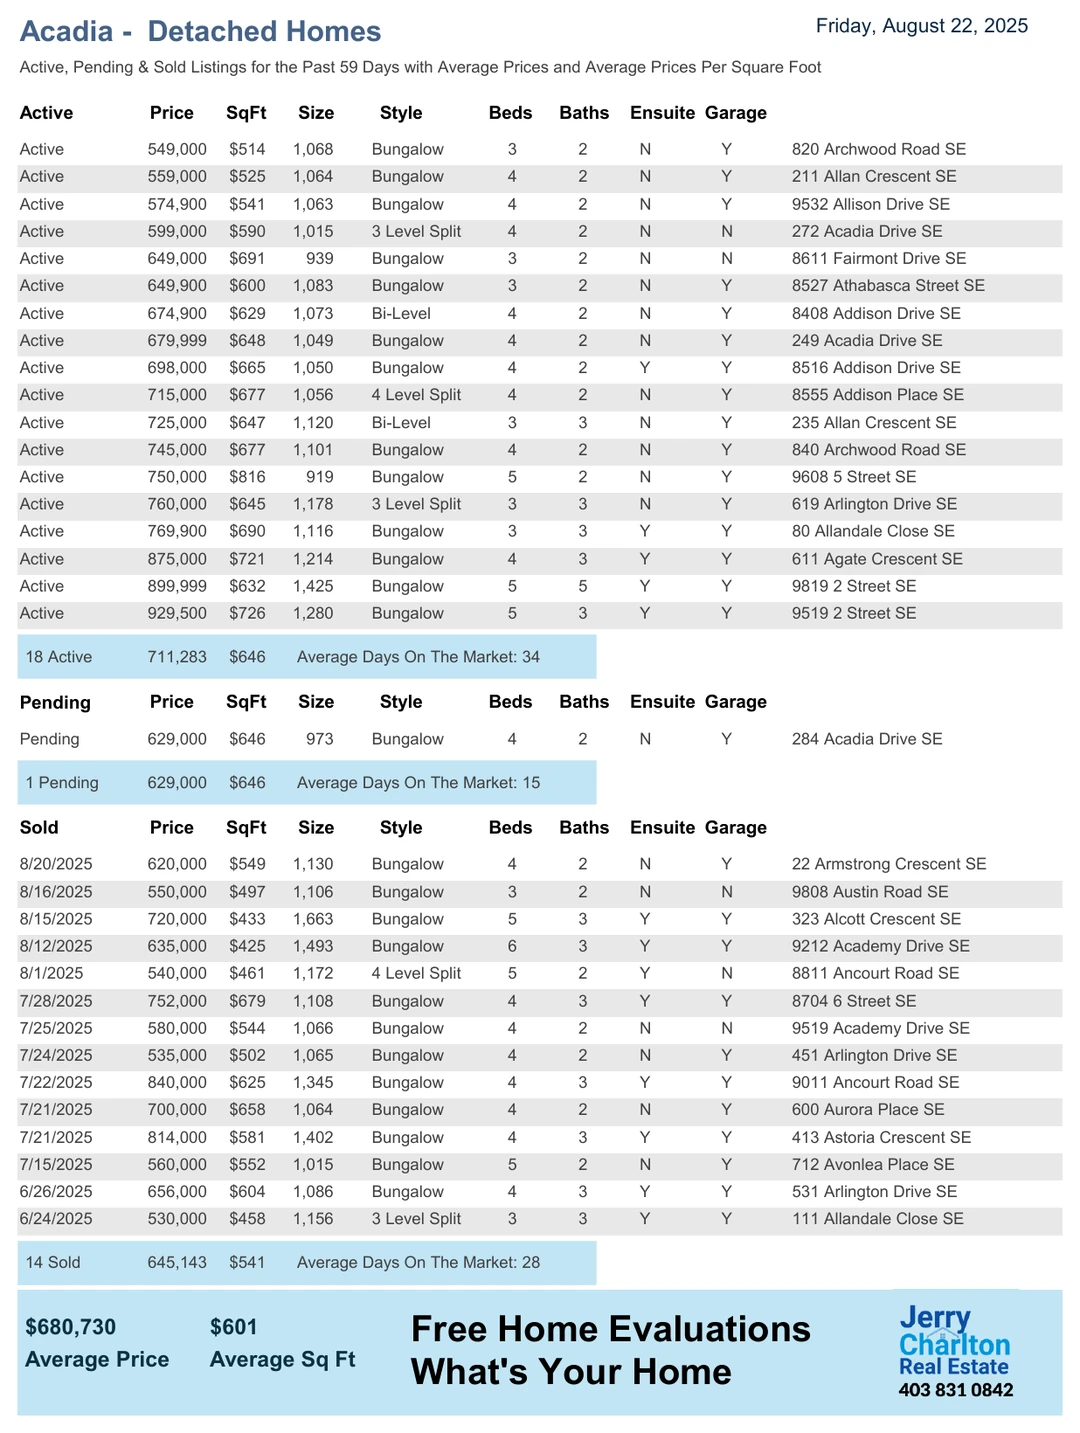 Acadia - Detached Homes
Friday, August 22, 2025
Active, Pending & Sold Listings for the Past 59 Days with Average Prices and Average Prices Per Square Foot
Active Price SqFt Size Style Beds Baths Ensuite Garage
Active 549,000 $514 1,068 Bungalow 3 2 N Y 820 Archwood Road SE
Active 559,000 $525 1,064 Bungalow 4 2 N Y 211 Allan Crescent SE
Active 574,900 $541 1,063 Bungalow 4 2 N Y 9532 Allison Drive SE
Active 599,000 $590 1,015 3 Level Split 4 2 N N 272 Acadia Drive SE
Active 649,000 $691 939 Bungalow 3 2 N N 8611 Fairmont Drive SE
Active 649,900 $600 1,083 Bungalow 3 2 N Y 8527 Athabasca Street SE
Active 674,900 $629 1,073 Bi-Level 4 2 N Y 8408 Addison Drive SE
Active 679,999 $648 1,049 Bungalow 4 2 N Y 249 Acadia Drive SE
Active 698,000 $665 1,050 Bungalow 4 2 Y Y 8516 Addison Drive SE
Active 715,000 $677 1,056 4 Level Split 4 2 N Y 8555 Addison Place SE
Active 725,000 $647 1,120 Bi-Level 3 3 N Y 235 Allan Crescent SE
Active 745,000 $677 1,101 Bungalow 4 2 N Y 840 Archwood Road SE
Active 750,000 $816 919 Bungalow 5 2 N Y 9608 5 Street SE
Active 760,000 $645 1,178 3 Level Split 3 3 N Y 619 Arlington Drive SE
Active 769,900 $690 1,116 Bungalow 3 3 Y Y 80 Allandale Close SE
Active 875,000 $721 1,214 Bungalow 4 3 Y Y 611 Agate Crescent SE
Active 899,999 $632 1,425 Bungalow 5 5 Y Y 9819 2 Street SE
Active 929,500 $726 1,280 Bungalow 5 3 Y Y 9519 2 Street SE
18 Active 711,283 $646 Average Days On The Market: 34
Pending Price SqFt Size Style Beds Baths Ensuite Garage
Pending 629,000 $646 973 Bungalow 4 2 N Y 284 Acadia Drive SE
1 Pending 629,000 $646 Average Days On The Market: 15
Sold Price SqFt Size Style Beds Baths Ensuite Garage
8/20/2025 620,000 $549 1,130 Bungalow 4 2 N Y 22 Armstrong Crescent SE
8/16/2025 550,000 $497 1,106 Bungalow 3 2 N N 9808 Austin Road SE
8/15/2025 720,000 $433 1,663 Bungalow 5 3 Y Y 323 Alcott Crescent SE
8/12/2025 635,000 $425 1,493 Bungalow 6 3 Y Y 9212 Academy Drive SE
8/1/2025 540,000 $461 1,172 4 Level Split 5 2 Y N 8811 Ancourt Road SE
7/28/2025 752,000 $679 1,108 Bungalow 4 3 Y Y 8704 6 Street SE
7/25/2025 580,000 $544 1,066 Bungalow 4 2 N N 9519 Academy Drive SE
7/24/2025 535,000 $502 1,065 Bungalow 4 2 N Y 451 Arlington Drive SE
7/22/2025 840,000 $625 1,345 Bungalow 4 3 Y Y 9011 Ancourt Road SE
7/21/2025 700,000 $658 1,064 Bungalow 4 2 N Y 600 Aurora Place SE
7/21/2025 814,000 $581 1,402 Bungalow 4 3 Y Y 413 Astoria Crescent SE
7/15/2025 560,000 $552 1,015 Bungalow 5 2 N Y 712 Avonlea Place SE
6/26/2025 656,000 $604 1,086 Bungalow 4 3 Y Y 531 Arlington Drive SE
6/24/2025 530,000 $458 1,156 3 Level Split 3 3 Y Y 111 Allandale Close SE
14 Sold 645,143 $541 Average Days On The Market: 28
$680,730 $601
Average Price Average Sq Ft
Free Home Evaluations
What's Your Home
Jerry
Charlton
Real Estate
403 831 0842